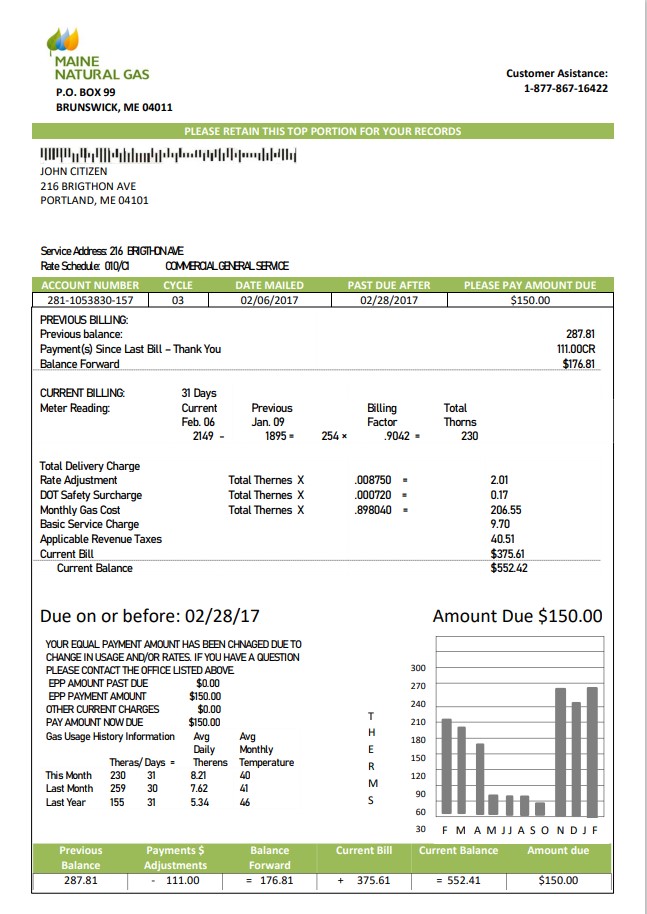 MAINE
NATURAL GAS
P.O. BOX 99
BRUNSWICK, ME 04011
Customer Asistance:
1-877-867-16422
PLEASE RETAIN THIS TOP PORTION FOR YOUR RECORDS
JOHN CITIZEN
216 BRIGTHON AVE
PORTLAND, ME 04101
Service Address: 216 BRIGTHON AVE
Rate Schedule: 010/C1 COMMERCIAL GENERAL SERVICE
ACCOUNT NUMBER CYCLE DATE MAILED PAST DUE AFTER PLEASE PAY AMOUNT DUE
281-1053830-157 03 02/06/2017 02/28/2017 $150.00
PREVIOUS BILLING:
Previous balance: 287.81
Payment(s) Since Last Bill – Thank You 111.00CR
Balance Forward $176.81
CURRENT BILLING: 31 Days
Meter Reading: Current Previous Billing Total
Feb. 06 Jan. 09 Factor Thorns
2149 - 1895 = 254 × .9042 = 230
Total Delivery Charge
Rate Adjustment Total Thernes X .008750 = 2.01
DOT Safety Surcharge Total Thernes X .000720 = 0.17
Monthly Gas Cost Total Thernes X .898040 = 206.55
Basic Service Charge 9.70
Applicable Revenue Taxes 40.51
Current Bill $375.61
Current Balance $552.42
Due on or before: 02/28/17 Amount Due $150.00
YOUR EQUAL PAYMENT AMOUNT HAS BEEN CHNAGED DUE TO
CHANGE IN USAGE AND/OR RATES. IF YOU HAVE A QUESTION
PLEASE CONTACT THE OFFICE LISTED ABOVE.
EPP AMOUNT PAST DUE $0.00
EPP PAYMENT AMOUNT $150.00
OTHER CURRENT CHARGES $0.00
PAY AMOUNT NOW DUE $150.00
Gas Usage History Information Avg Avg
Daily Monthly
Theras/ Days = Therens Temperature
This Month 230 31 8.21 40
Last Month 259 30 7.62 41
Last Year 155 31 5.34 46
T
H
E
R
M
S
300
270
240
210
180
150
120
90
60
30
F M A M J J A S O N D J F
Previous Balance Payments $ Adjustments Balance Forward Current Bill Current Balance Amount due
287.81 - 111.00 = 176.81 + 375.61 = 552.41 $150.00